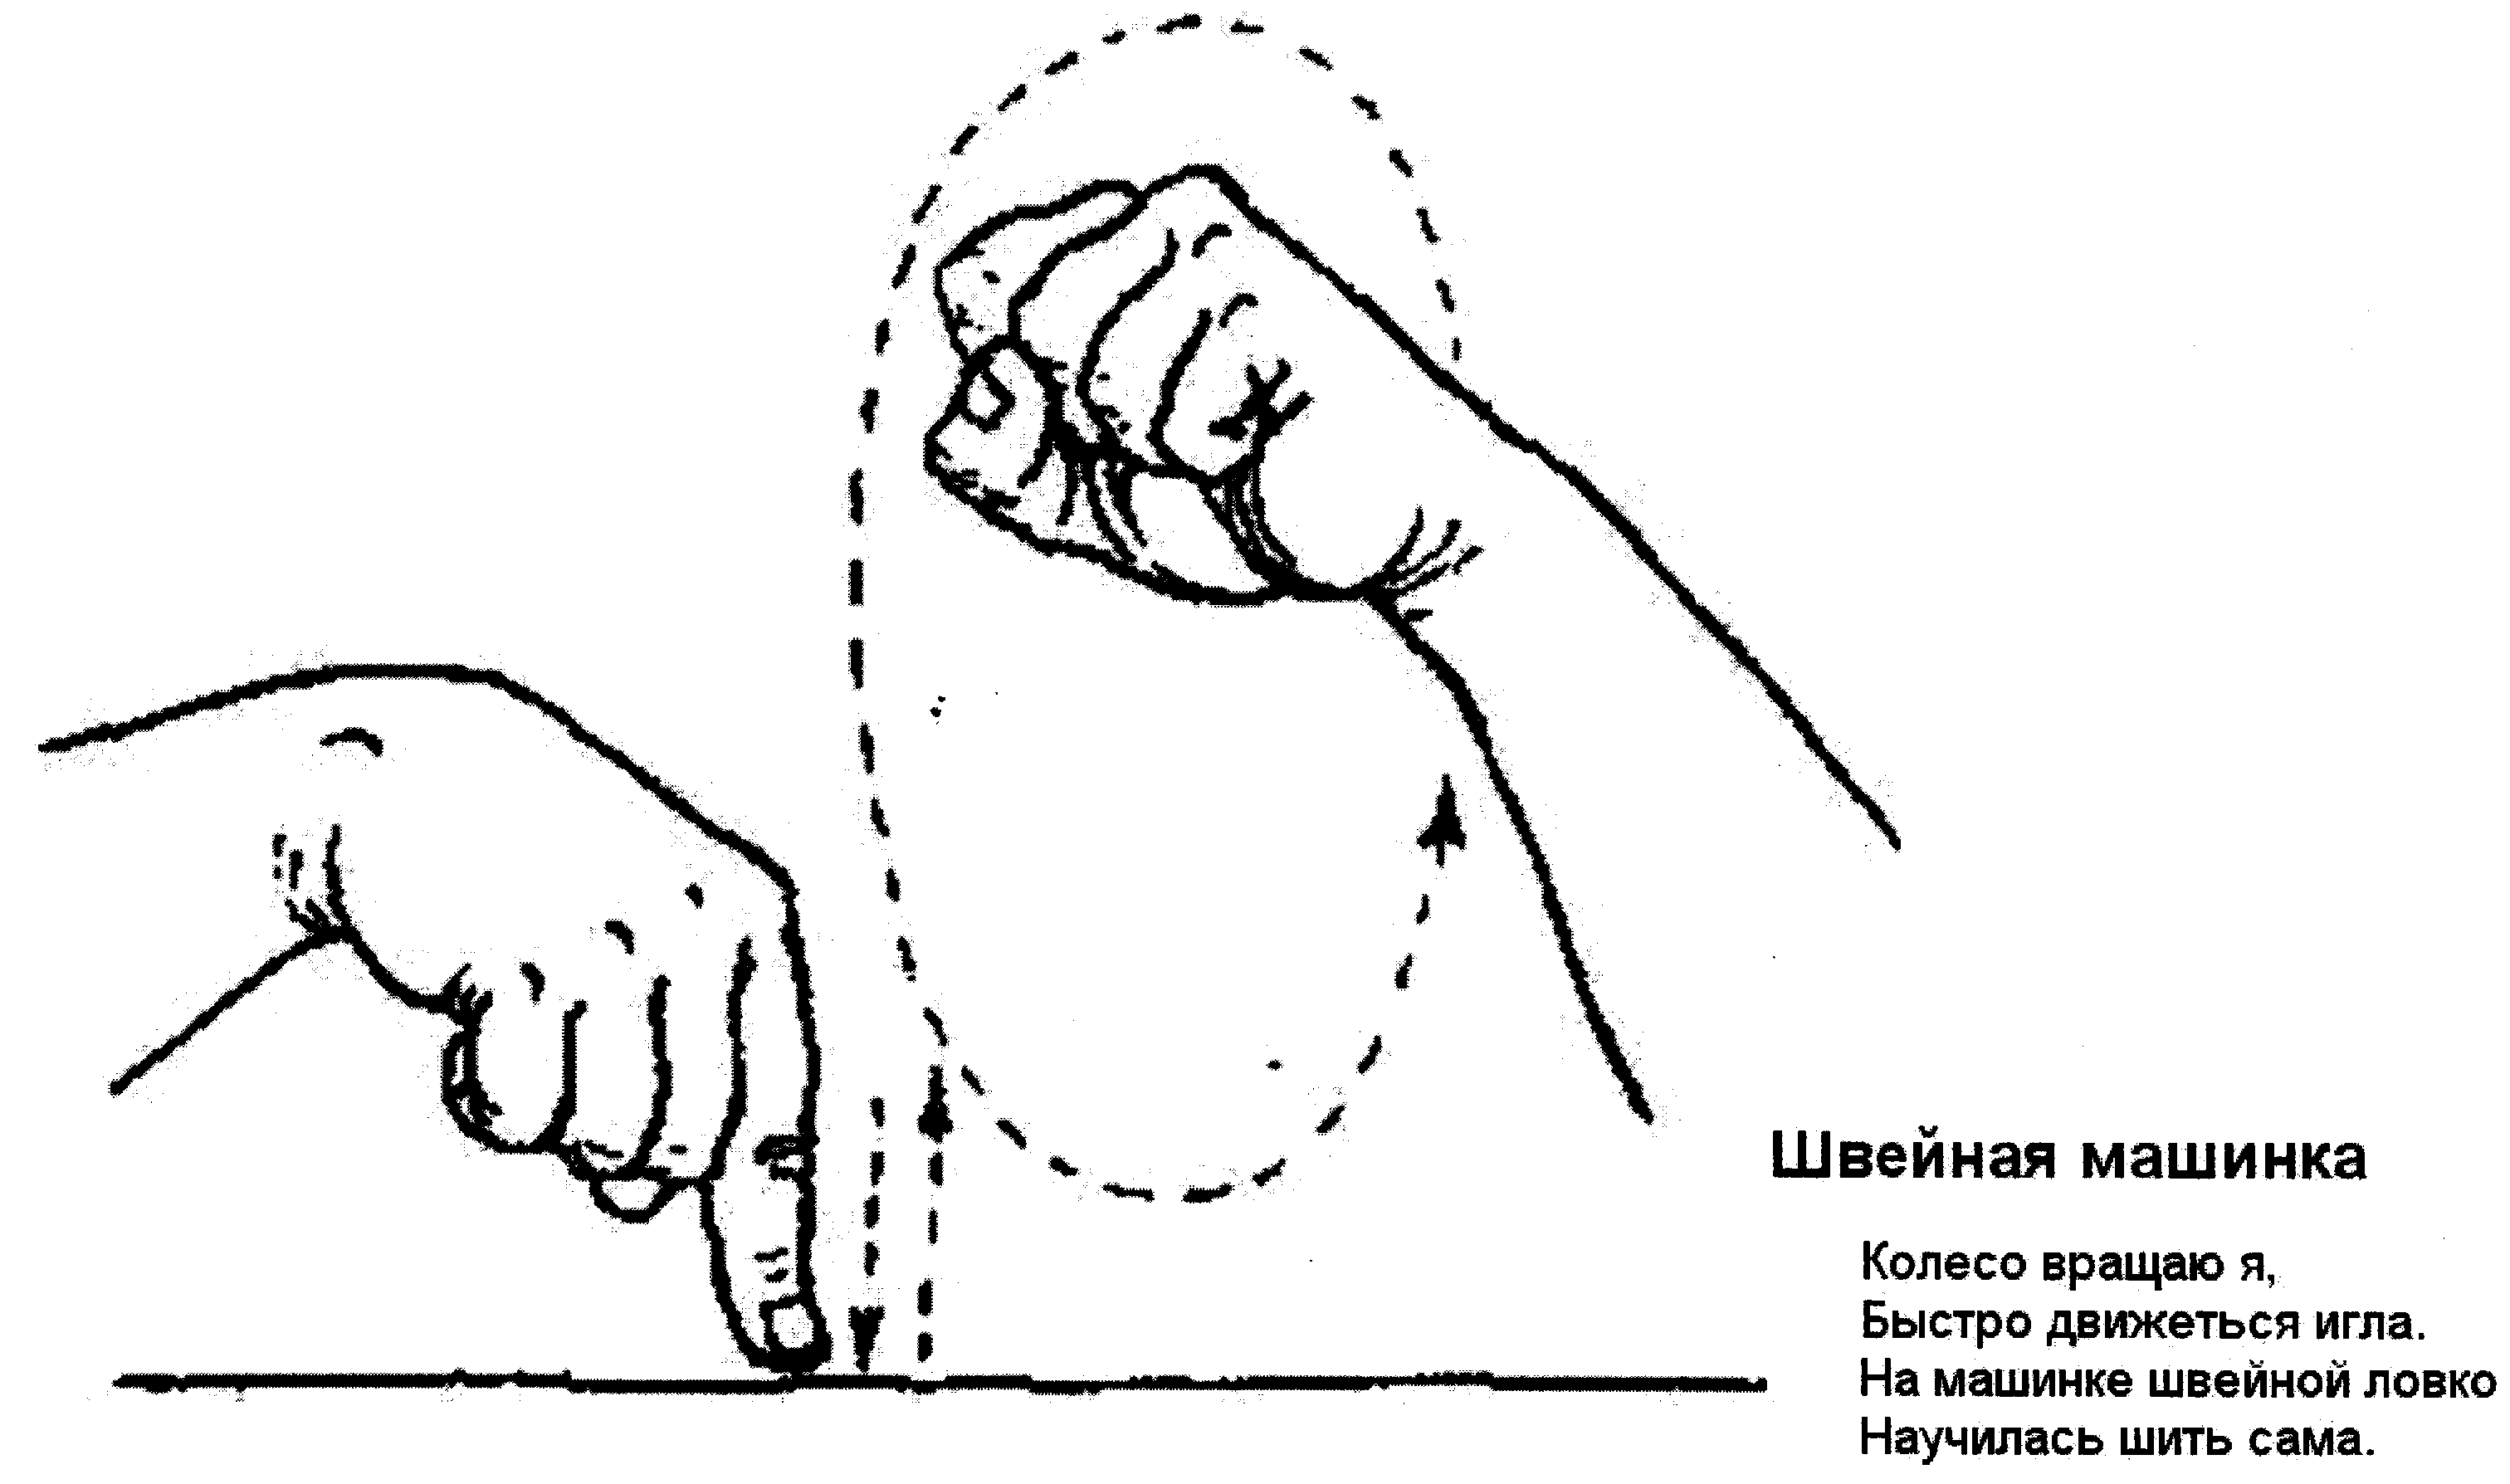 Швейная машинка
Колесо вращаю я,
Быстро движеться игла.
На машинке швейной ловко
Научилась шить сама.